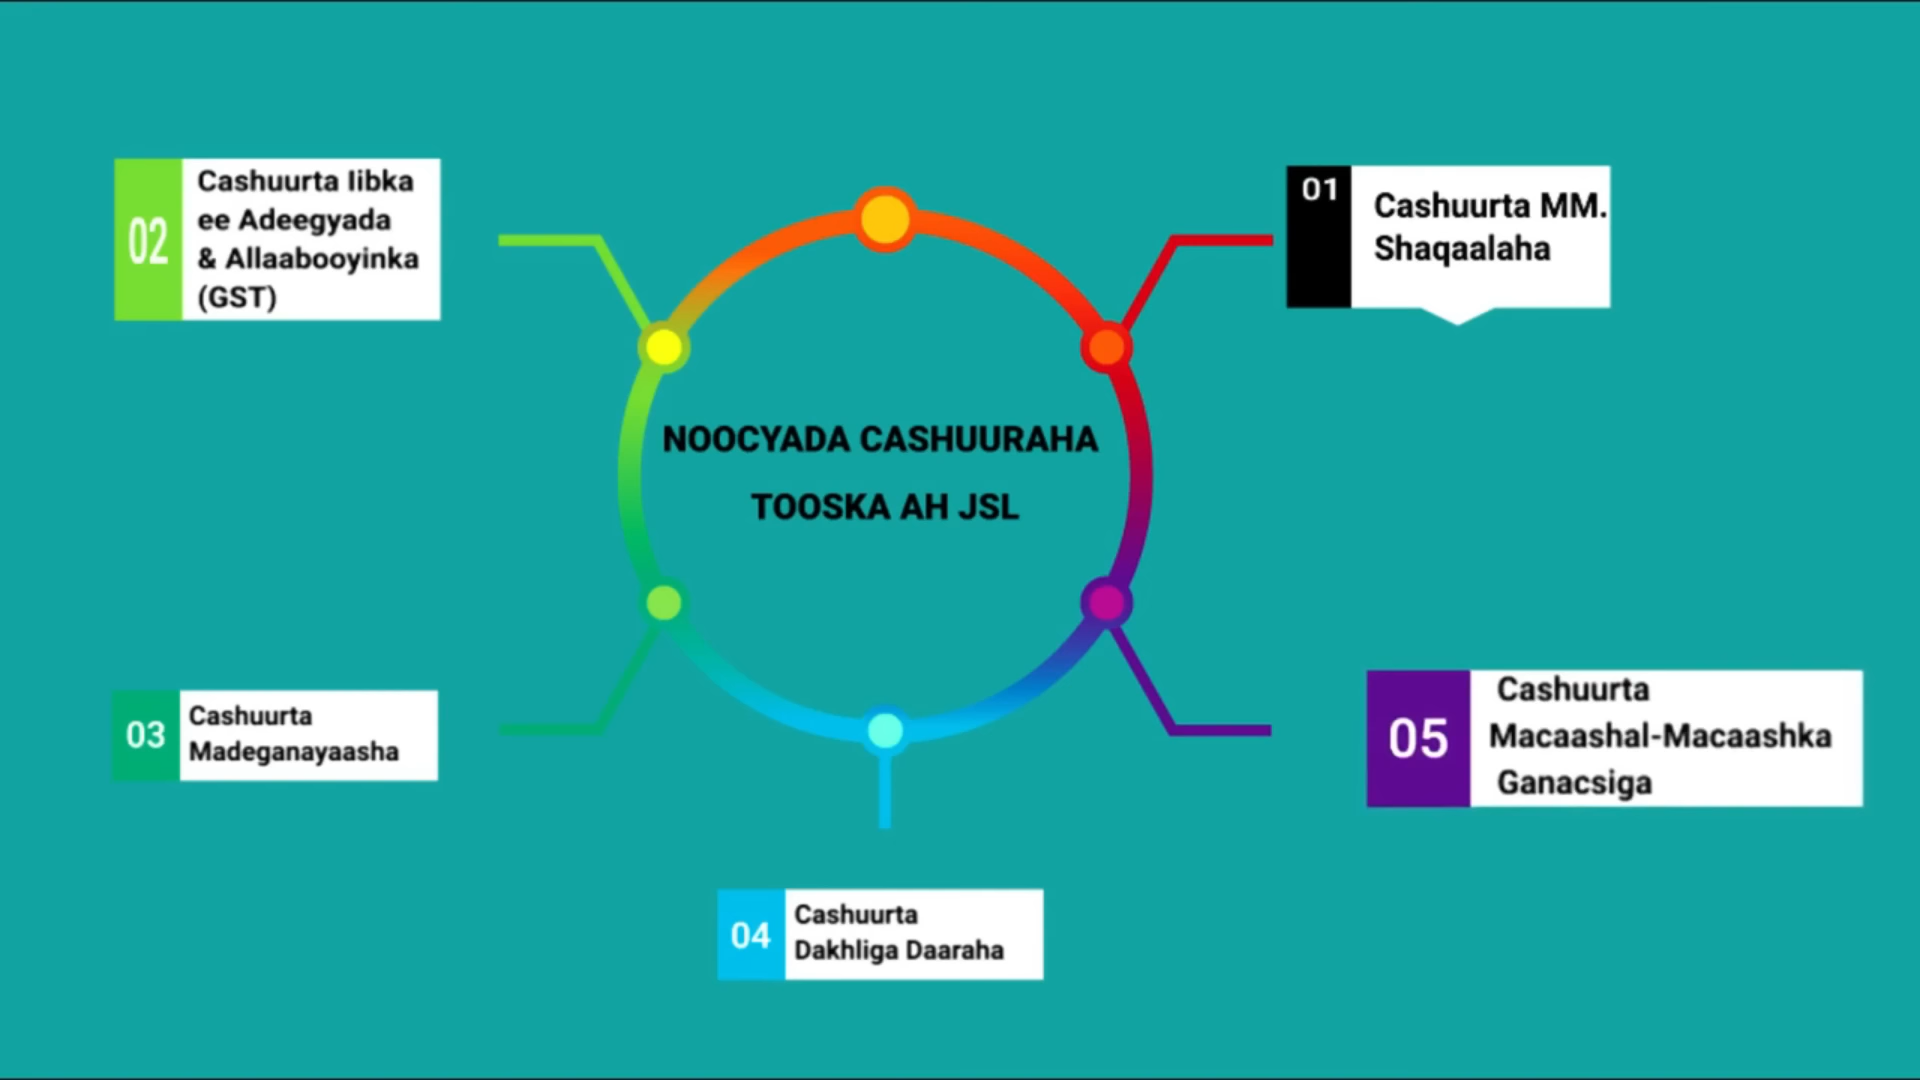 NOOCYADA CASHUURAHA
TOOSKA AH JSL
01
Cashuurta MM.
Shaqaalaha
02
Cashuurta Iibka
ee Adeegyada
& Allaabooyinka
(GST)
03
Cashuurta
Madeganayaasha
04
Cashuurta
Dakhliga Daaraha
05
Cashuurta
Macaashal-Macaashka
Ganacsiga